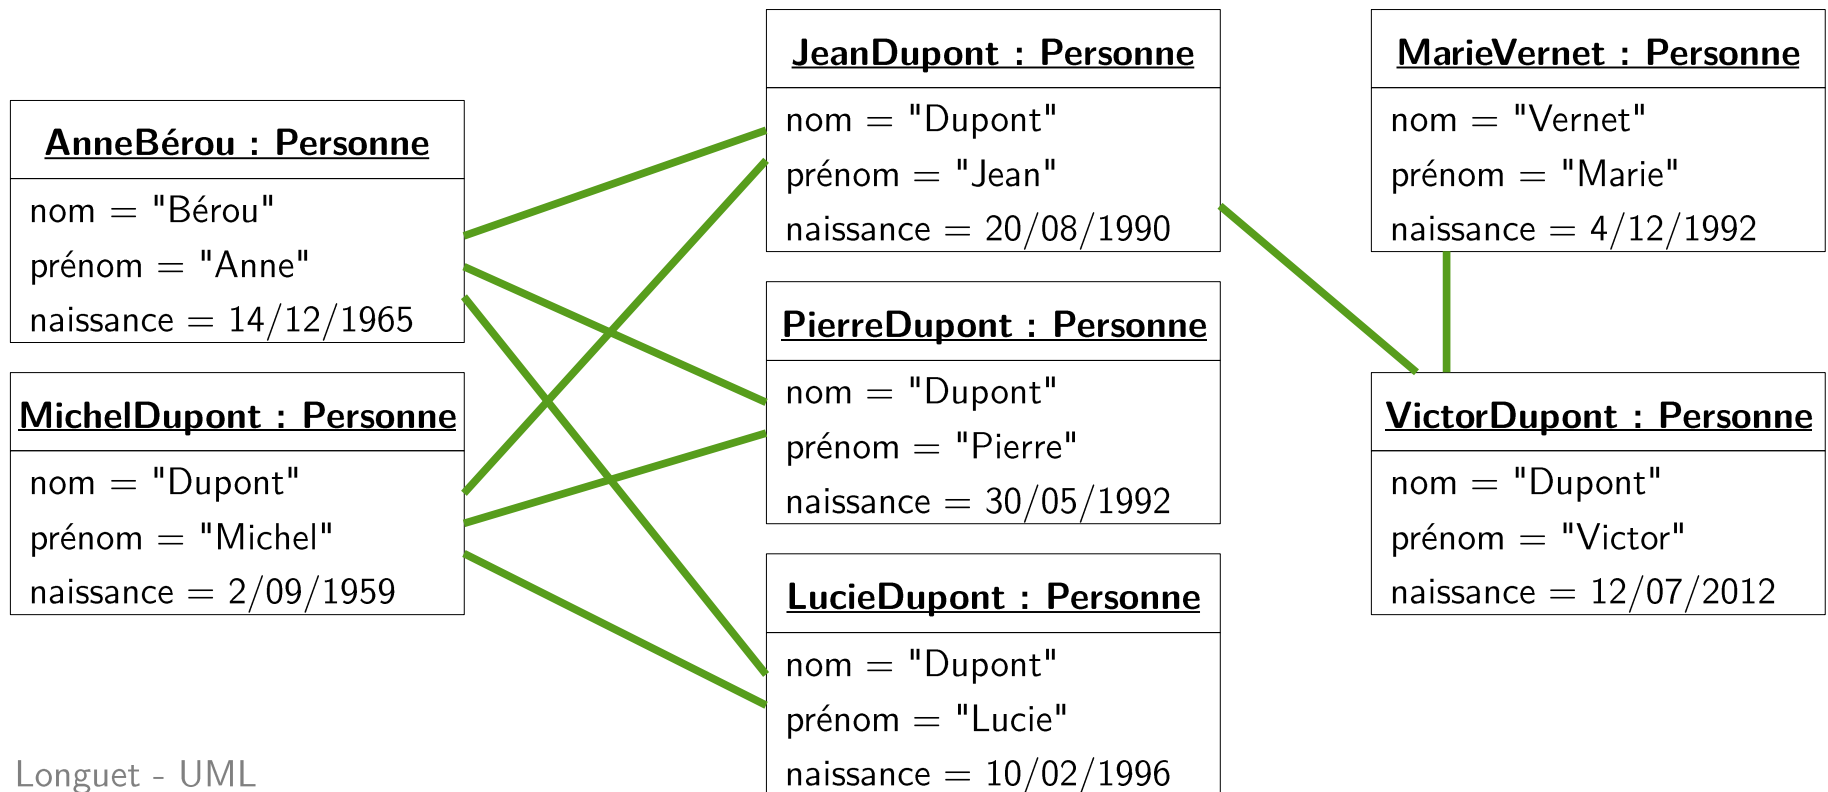 AnneBérou : Personne
nom = "Bérou"
prénom = "Anne"
naissance = 14/12/1965
MichelDupont : Personne
nom = "Dupont"
prénom = "Michel"
naissance = 2/09/1959
JeanDupont : Personne
nom = "Dupont"
prénom = "Jean"
naissance = 20/08/1990
PierreDupont : Personne
nom = "Dupont"
prénom = "Pierre"
naissance = 30/05/1992
LucieDupont : Personne
nom = "Dupont"
prénom = "Lucie"
naissance = 10/02/1996
MarieVernet : Personne
nom = "Vernet"
prénom = "Marie"
naissance = 4/12/1992
VictorDupont : Personne
nom = "Dupont"
prénom = "Victor"
naissance = 12/07/2012
Longuet - UML